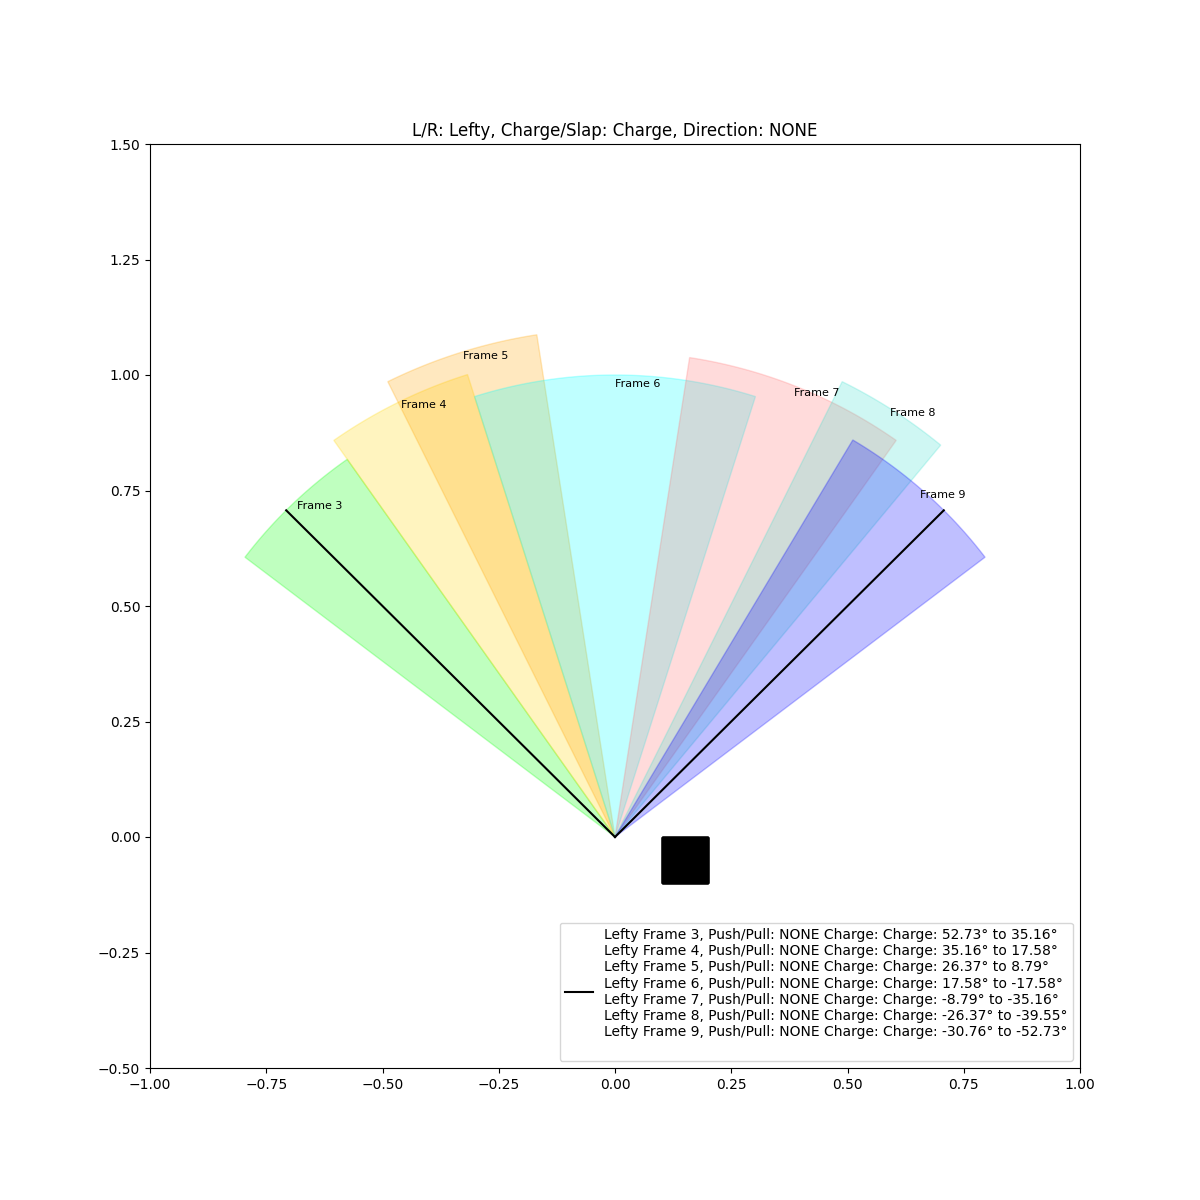 L/R: Lefty, Charge/Slap: Charge, Direction: NONE
1.50
1.25
1.00
0.75
0.50
0.25
0.00
−0.25
−0.50
Frame 5
Frame 6
Frame 7
Frame 4
Frame 8
Frame 9
Frame 3
Lefty Frame 3, Push/Pull: NONE Charge: Charge: 52.73° to 35.16°
Lefty Frame 4, Push/Pull: NONE Charge: Charge: 35.16° to 17.58°
Lefty Frame 5, Push/Pull: NONE Charge: Charge: 26.37° to 8.79°
Lefty Frame 6, Push/Pull: NONE Charge: Charge: 17.58° to -17.58°
Lefty Frame 7, Push/Pull: NONE Charge: Charge: -8.79° to -35.16°
Lefty Frame 8, Push/Pull: NONE Charge: Charge: -26.37° to -39.55°
Lefty Frame 9, Push/Pull: NONE Charge: Charge: -30.76° to -52.73°
−1.00 −0.75 −0.50 −0.25 0.00 0.25 0.50 0.75 1.00